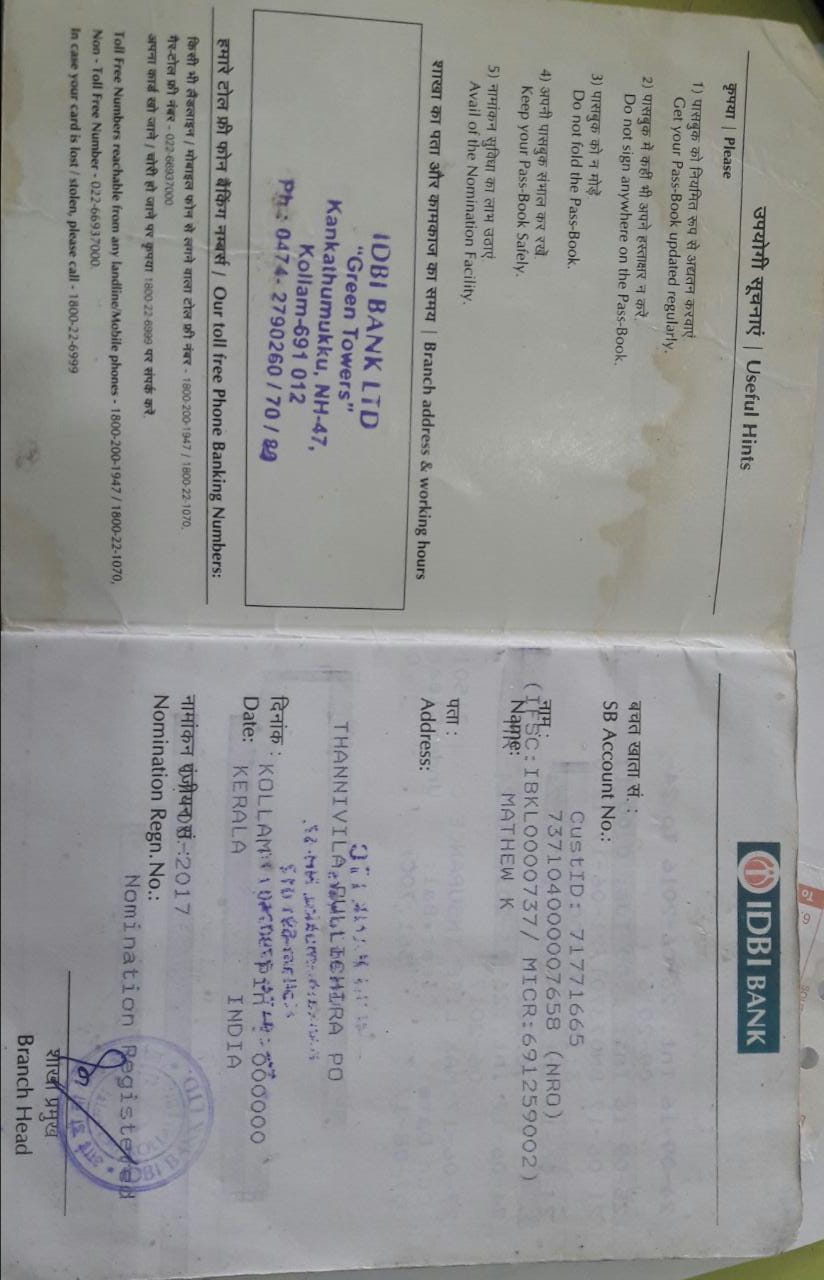 उपयोगी सूचनाएं | Useful Hints
कृपया | Please
1) पासबुक को नियमित रूप से अद्यतन करवाएं.
Get your Pass-Book updated regularly.
2) पासबुक में कहीं भी अपने हस्ताक्षर न करें.
Do not sign anywhere on the Pass-Book.
3) पासबुक को न मोड़ें.
Do not fold the Pass-Book.
4) अपनी पासबुक संभाल कर रखें.
Keep your Pass-Book Safely.
5) नामांकन सुविधा का लाभ उठाएं.
Avail of the Nomination Facility.
शाखा का पता और कामकाज का समय | Branch address & working hours
IDBI BANK LTD
"Green Towers"
Kankathumukku, NH-47,
Kollam-691 012
Ph.: 0474- 2790260 / 70 /
हमारे टोल फ्री फोन बैंकिंग नम्बर्स / Our toll free Phone Banking Numbers:
किसी भी लैंडलाइन / मोबाइल फोन से लगने वाला टोल फ्री नंबर - 1800-200-1947 / 1800-22-1070,
गैर-टोल फ्री नंबर - 022-66937000
अपना कार्ड खो जाने / चोरी हो जाने पर कृपया 1800-22-6999 पर संपर्क करें.
Toll Free Numbers reachable from any landline/Mobile phones - 1800-200-1947 / 1800-22-1070,
Non - Toll Free Number - 022-66937000.
In case your card is lost / stolen, please call - 1800-22-6999
IDBI BANK
बचत खाता सं. :
SB Account No.:
CustID: 71771665
737104000007658 (NRO)
नाम :
(IFSC:IBKL0000737/ MICR:691259002)
Name:
MATHEW K
पता :
Address:
THANNIVILA PULLICHIRA PO
दिनांक :
KOLLAM 000000
Date:
KERALA INDIA
नामांकन पंजीयन सं. 2017
Nomination Regn. No.:
Nomination Registered
शाखा प्रमुख
Branch Head